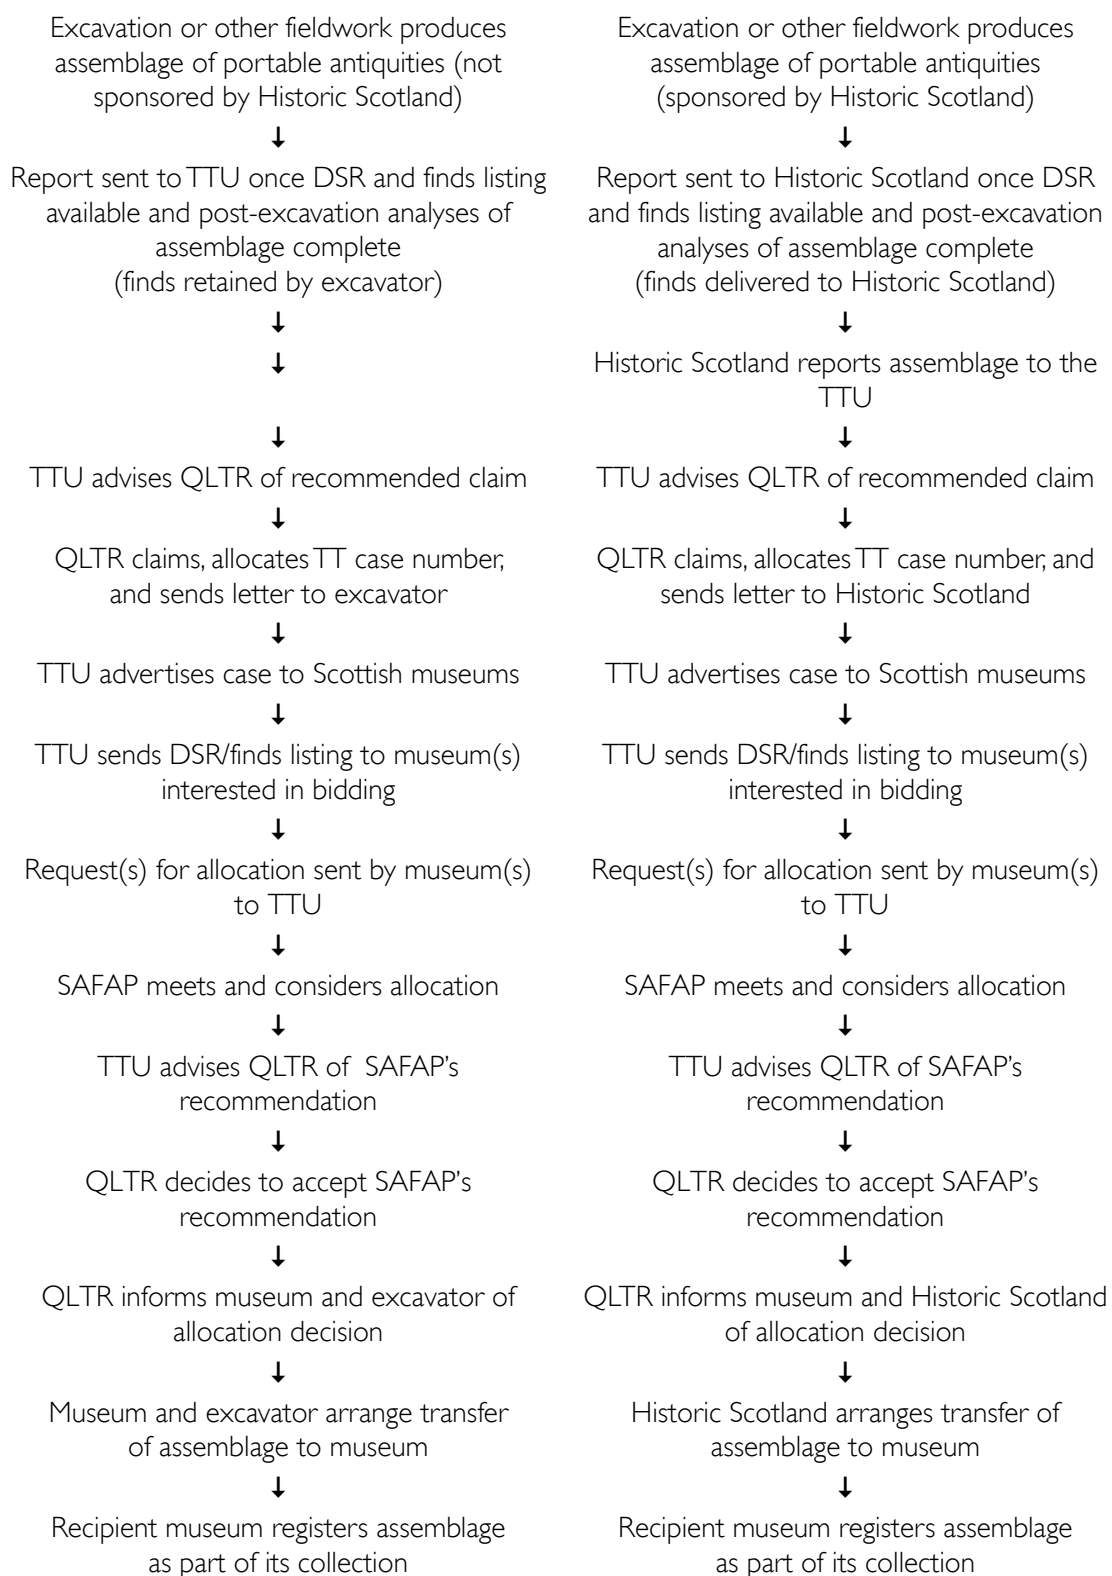 Excavation or other fieldwork produces
assemblage of portable antiquities (not
sponsored by Historic Scotland)
↓
Report sent to TTU once DSR and finds listing
available and post-excavation analyses of
assemblage complete
(finds retained by excavator)
↓
↓
↓
TTU advises QLTR of recommended claim
↓
QLTR claims, allocates TT case number,
and sends letter to excavator
↓
TTU advertises case to Scottish museums
↓
TTU sends DSR/finds listing to museum(s)
interested in bidding
↓
Request(s) for allocation sent by museum(s)
to TTU
↓
SAFAP meets and considers allocation
↓
TTU advises QLTR of SAFAP's
recommendation
↓
QLTR decides to accept SAFAP's
recommendation
↓
QLTR informs museum and excavator of
allocation decision
↓
Museum and excavator arrange transfer
of assemblage to museum
↓
Recipient museum registers assemblage
as part of its collection
Excavation or other fieldwork produces
assemblage of portable antiquities
(sponsored by Historic Scotland)
↓
Report sent to Historic Scotland once DSR
and finds listing available and post-excavation
analyses of assemblage complete
(finds delivered to Historic Scotland)
↓
Historic Scotland reports assemblage to the
TTU
↓
TTU advises QLTR of recommended claim
↓
QLTR claims, allocates TT case number, and
sends letter to Historic Scotland
↓
TTU advertises case to Scottish museums
↓
TTU sends DSR/finds listing to museum(s)
interested in bidding
↓
Request(s) for allocation sent by museum(s)
to TTU
↓
SAFAP meets and considers allocation
↓
TTU advises QLTR of SAFAP's
recommendation
↓
QLTR decides to accept SAFAP's
recommendation
↓
QLTR informs museum and Historic Scotland
of allocation decision
↓
Historic Scotland arranges transfer of
assemblage to museum
↓
Recipient museum registers assemblage
as part of its collection